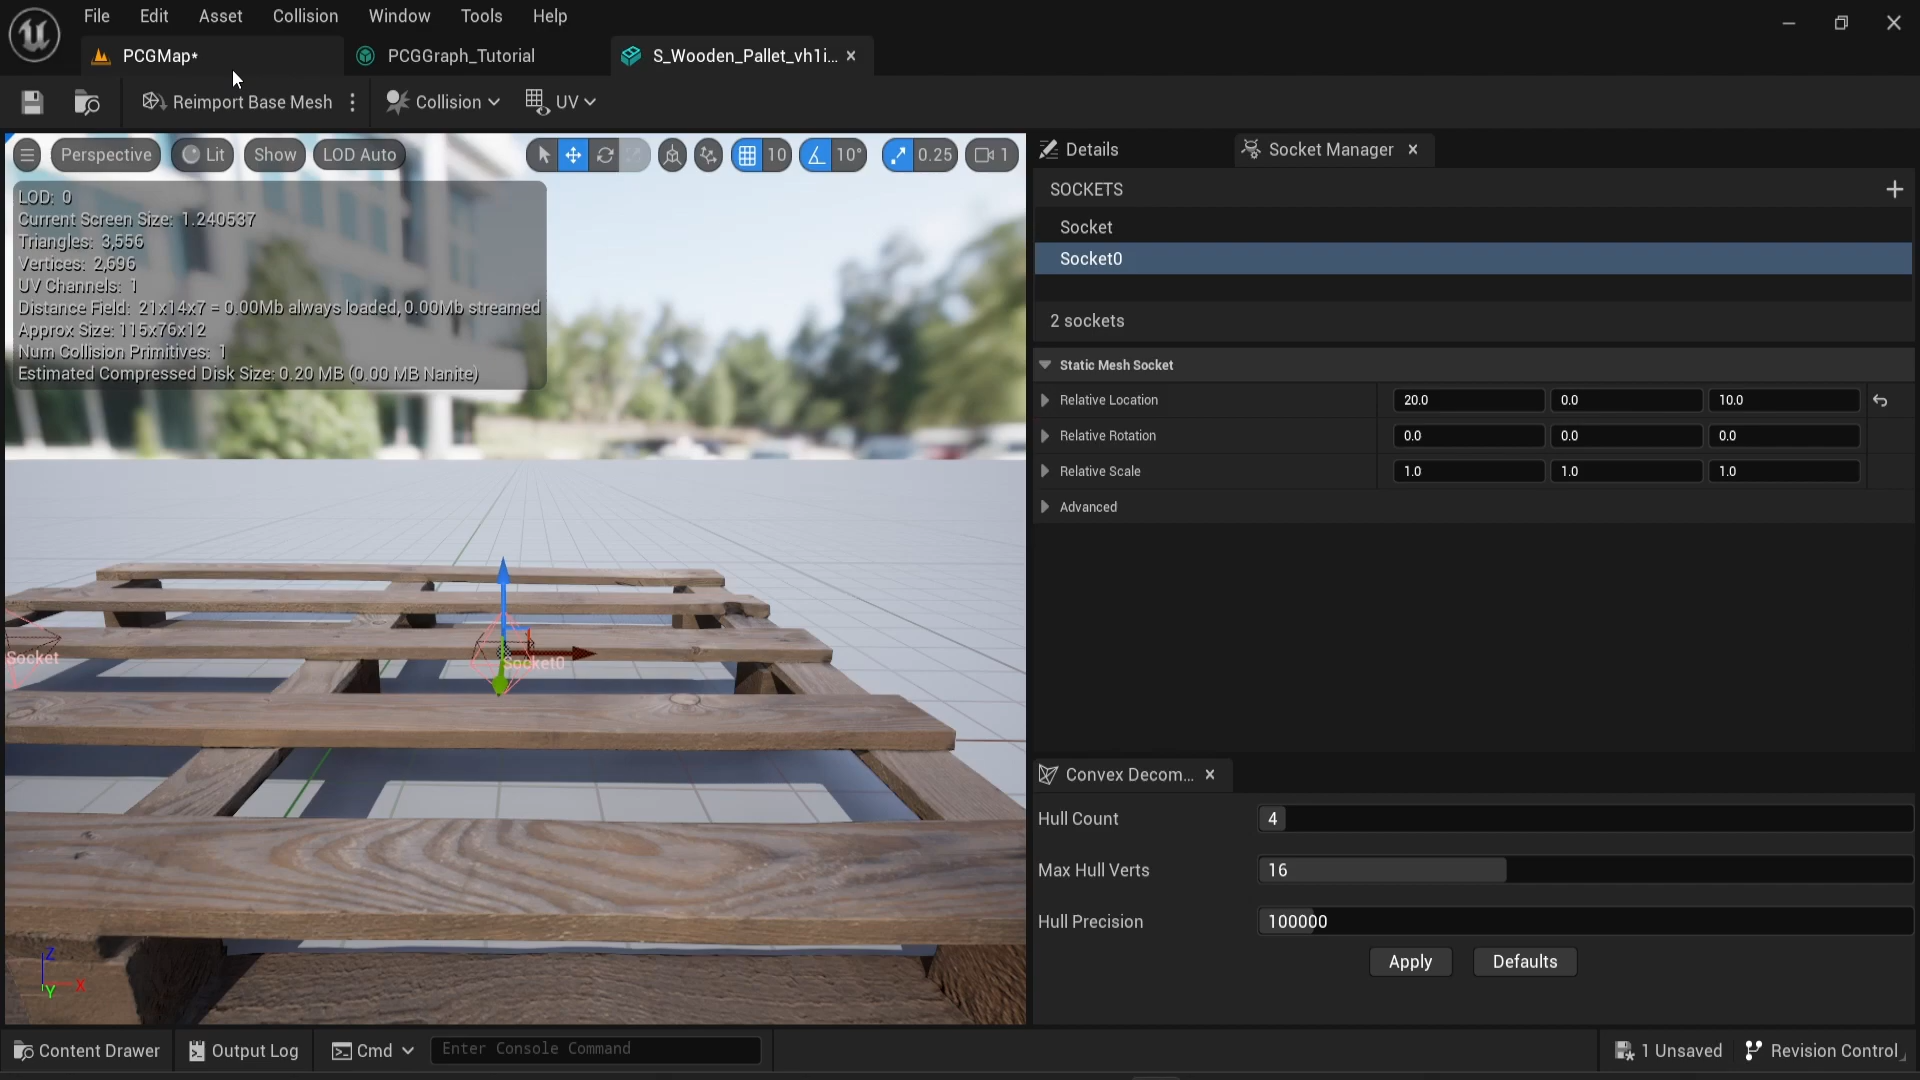 File Edit Asset Collision Window Tools Help
PCGMap* PCGGraph_Tutorial S_Wooden_Pallet_vh1i...
Reimport Base Mesh Collision UV
Perspective Lit Show LOD Auto 10 10° 0.25 1
LOD: 0
Current Screen Size: 1.240537
Triangles: 3,556
Vertices: 2,696
UV Channels: 1
Distance Field: 21x14x7 = 0.00Mb always loaded, 0.00Mb streamed
Approx Size: 115x76x12
Num Collision Primitives: 1
Estimated Compressed Disk Size: 0.20 MB (0.00 MB Nanite)
Socket
Socket0
Z
X
Y
Details Socket Manager
SOCKETS
Socket
Socket0
2 sockets
Static Mesh Socket
Relative Location 20.0 0.0 10.0
Relative Rotation 0.0 0.0 0.0
Relative Scale 1.0 1.0 1.0
Advanced
Convex Decom...
Hull Count 4
Max Hull Verts 16
Hull Precision 100000
Apply Defaults
Content Drawer Output Log Cmd Enter Console Command 1 Unsaved Revision Control